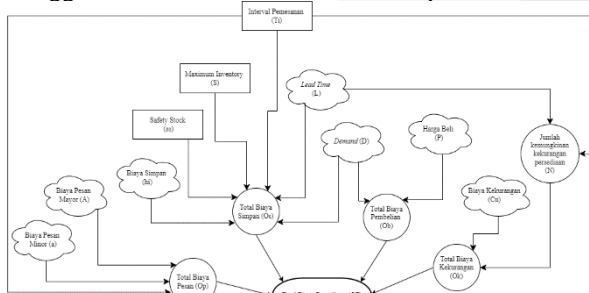 Interval Pemesanan
(Ti)
Maximum Inventory
(S)
Lead Time
(L)
Safety Stock
(ss)
Demand (D)
Harga Beli
(P)
Jumlah
kemungkinan
kekurangan
persediaan
(N)
Biaya Simpan
(hi)
Biaya Pesan
Mayor (A)
Biaya Kekurangan
(Cu)
Total Biaya
Simpan (Os)
Total Biaya
Pembelian
(Ob)
Biaya Pesan
Minor (a)
Total Biaya
Kekurangan
(Ok)
Total Biaya
Pesan (Op)